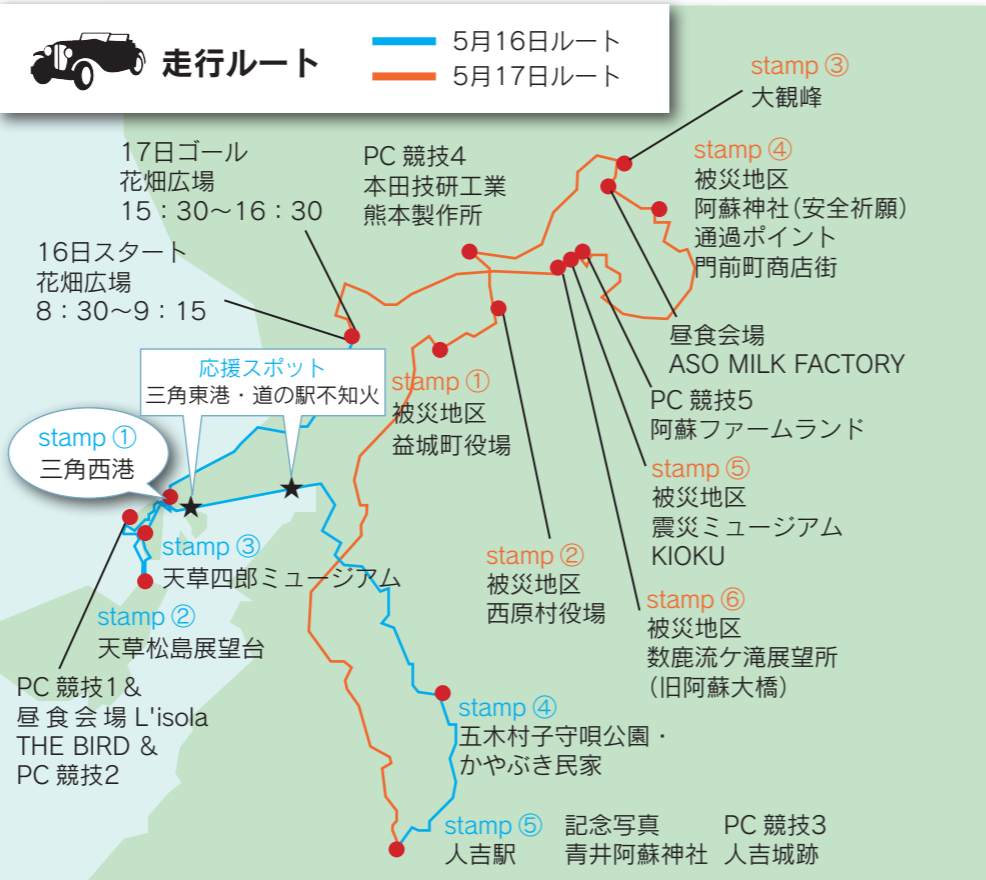 走行ルート
5月16日ルート
5月17日ルート
stamp ③
大観峰
17日ゴール
花畑広場
15：30〜16：30
PC 競技4
本田技研工業
熊本製作所
stamp ④
被災地区
阿蘇神社（安全祈願）
通過ポイント
門前町商店街
16日スタート
花畑広場
8：30〜9：15
昼食会場
ASO MILK FACTORY
応援スポット
三角東港・道の駅不知火
stamp ①
被災地区
益城町役場
PC 競技5
阿蘇ファームランド
stamp ①
三角西港
stamp ⑤
被災地区
震災ミュージアム
KIOKU
stamp ③
天草四郎ミュージアム
stamp ②
被災地区
西原村役場
stamp ⑥
被災地区
数鹿流ケ滝展望所
（旧阿蘇大橋）
stamp ②
天草松島展望台
PC 競技1＆
昼食会場 L'isola
THE BIRD ＆
PC 競技2
stamp ④
五木村子守唄公園・
かやぶき民家
stamp ⑤
人吉駅
記念写真
青井阿蘇神社
PC 競技3
人吉城跡